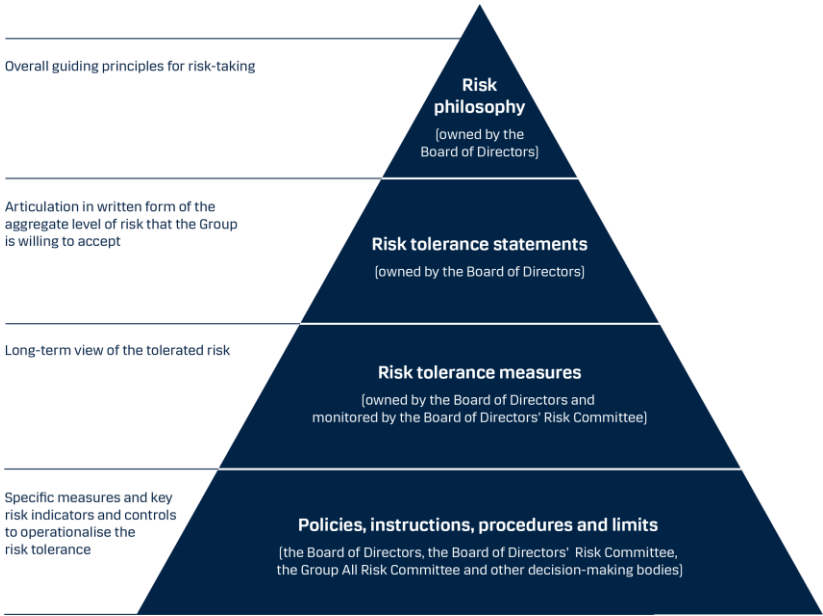 Overall guiding principles for risk-taking
Risk
philosophy
(owned by the
Board of Directors)
Articulation in written form of the
aggregate level of risk that the Group
is willing to accept
Risk tolerance statements
(owned by the Board of Directors)
Long-term view of the tolerated risk
Risk tolerance measures
(owned by the Board of Directors and
monitored by the Board of Directors' Risk Committee)
Specific measures and key
risk indicators and controls
to operationalise the
risk tolerance
Policies, instructions, procedures and limits
(the Board of Directors, the Board of Directors' Risk Committee,
the Group All Risk Committee and other decision-making bodies)